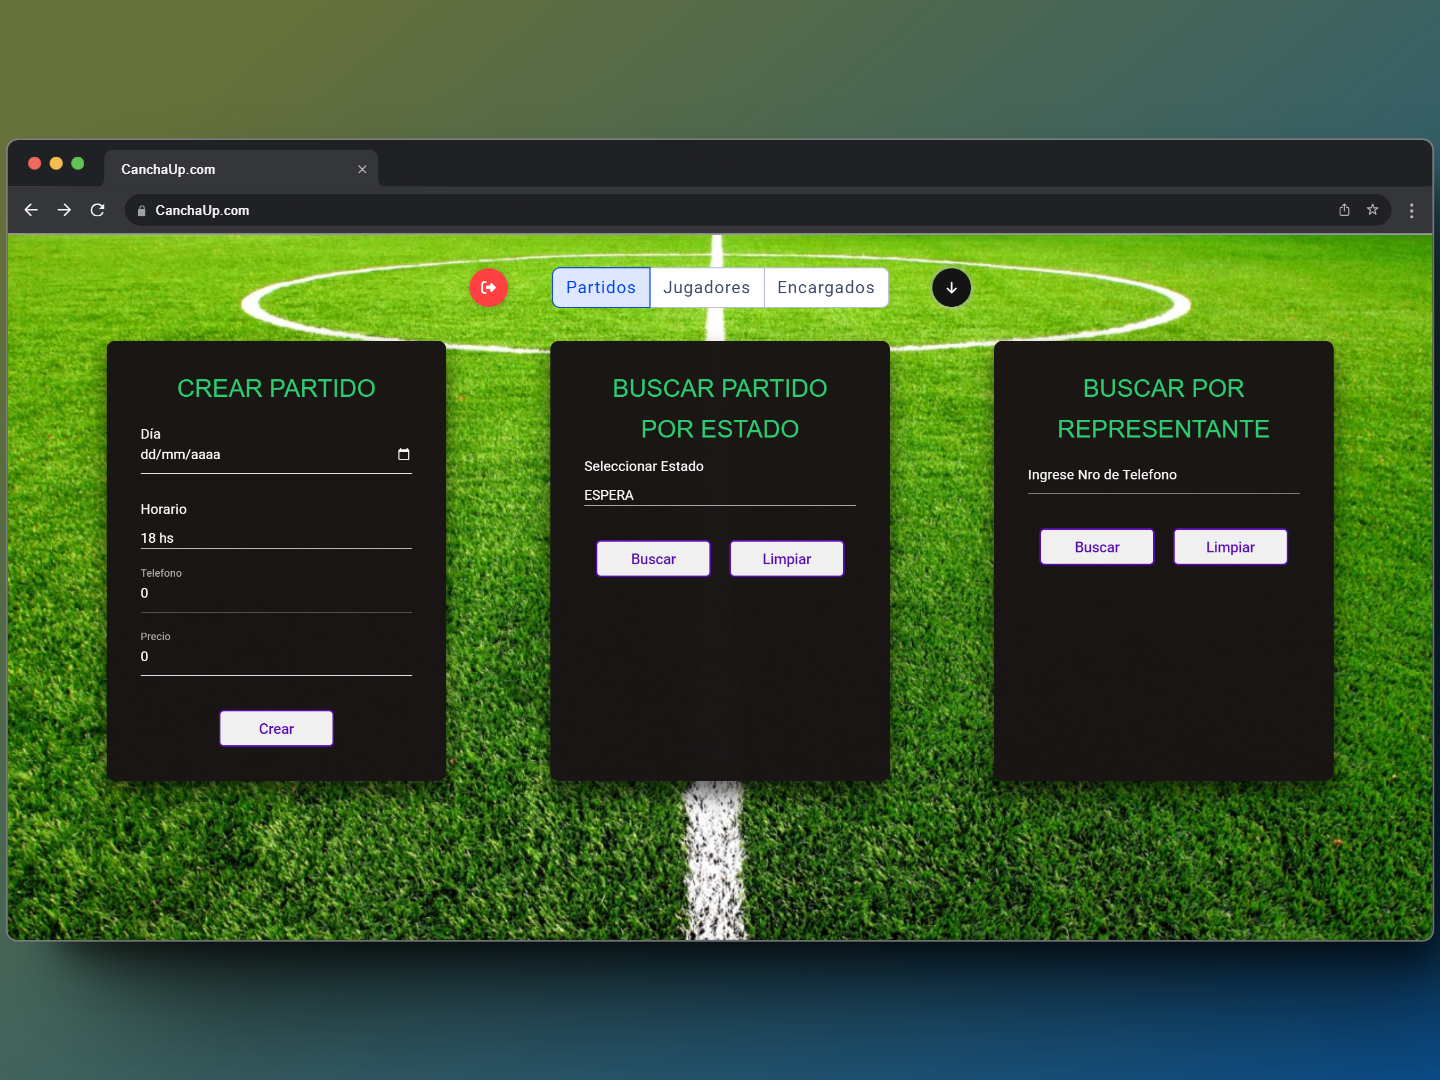 CanchaUp.com
CanchaUp.com
Partidos
Jugadores
Encargados
CREAR PARTIDO
Día
dd/mm/aaaa
Horario
18 hs
Telefono
0
Precio
0
Crear
BUSCAR PARTIDO
POR ESTADO
Seleccionar Estado
ESPERA
Buscar
Limpiar
BUSCAR POR
REPRESENTANTE
Ingrese Nro de Telefono
Buscar
Limpiar